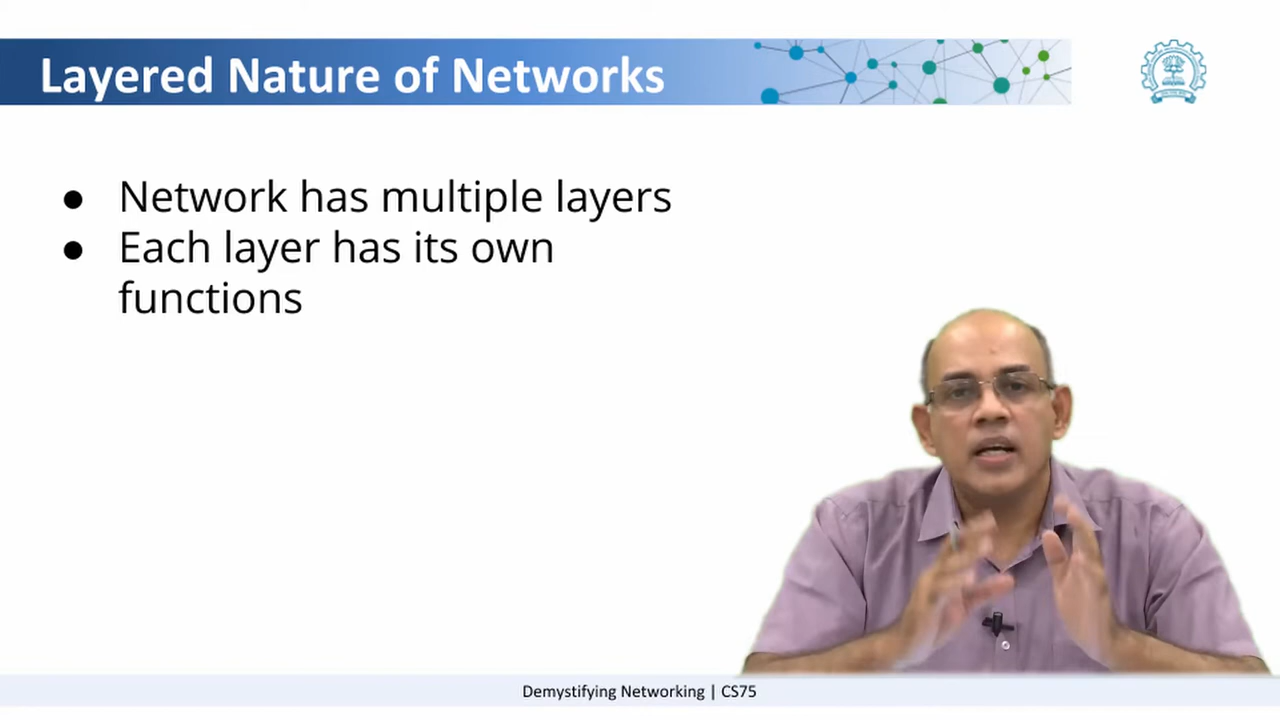 Layered Nature of Networks
● Network has multiple layers
● Each layer has its own
functions
Demystifying Networking | CS75